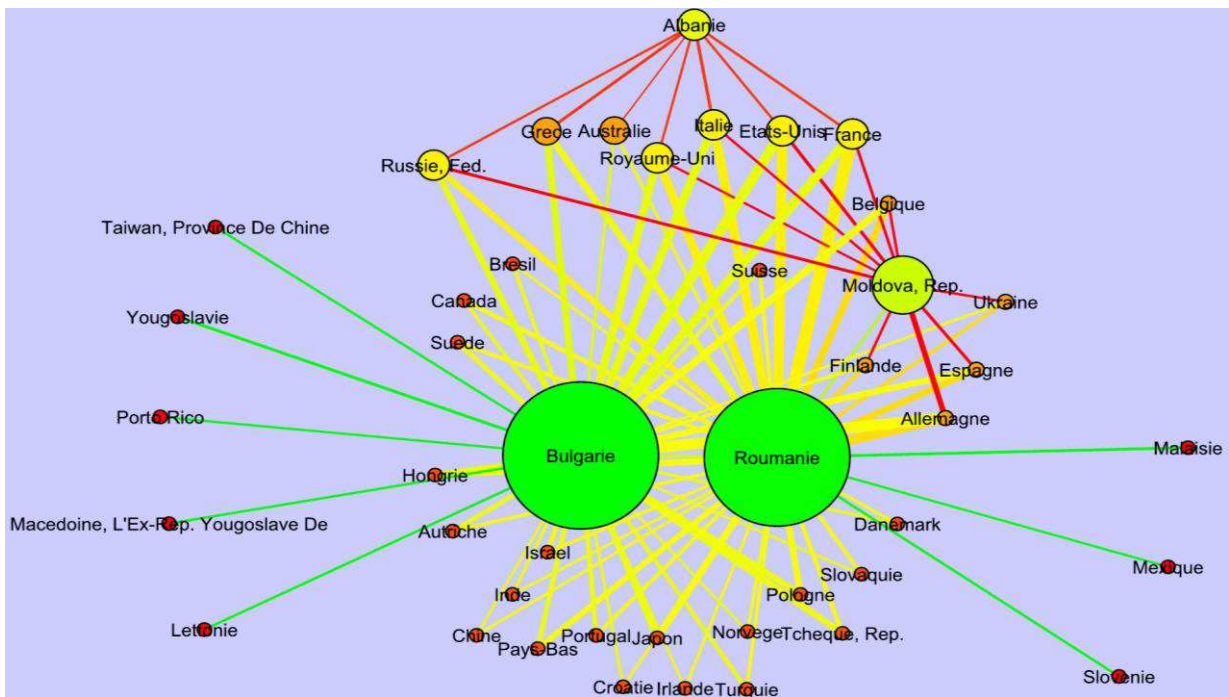 Albanie
Grece
Australie
Italie
Etats-Unis
France
Royaume-Uni
Russie, Fed.
Belgique
Taiwan, Province De Chine
Bresil
Suisse
Moldova, Rep.
Canada
Ukraine
Yougoslavie
Suede
Finlande
Espagne
Porto Rico
Allemagne
Bulgarie
Roumanie
Malaisie
Hongrie
Macedoine, L'Ex-Rep. Yougoslave De
Autriche
Danemark
Israel
Slovaquie
Mexique
Inde
Pologne
Lettonie
Chine
Pays-Bas
Portugal
Japon
Norvege
Tcheque, Rep.
Slovenie
Croatie
Irlande
Turquie